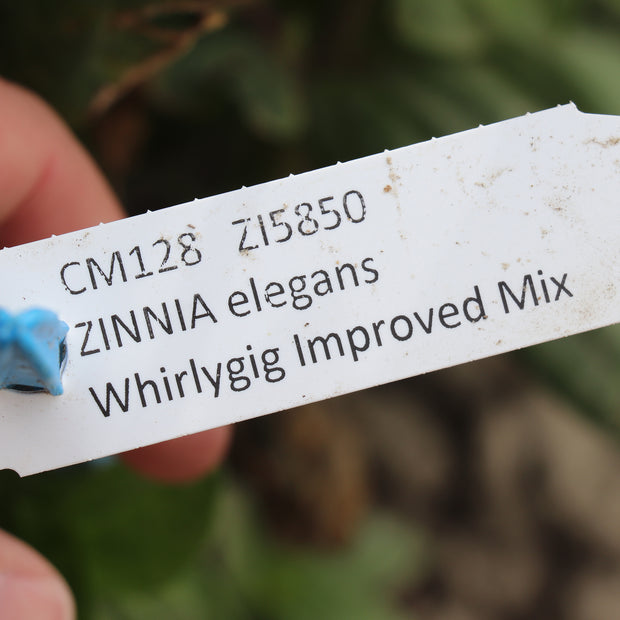 CM128 ZI5850
ZINNIA elegans
Whirlygig Improved Mix